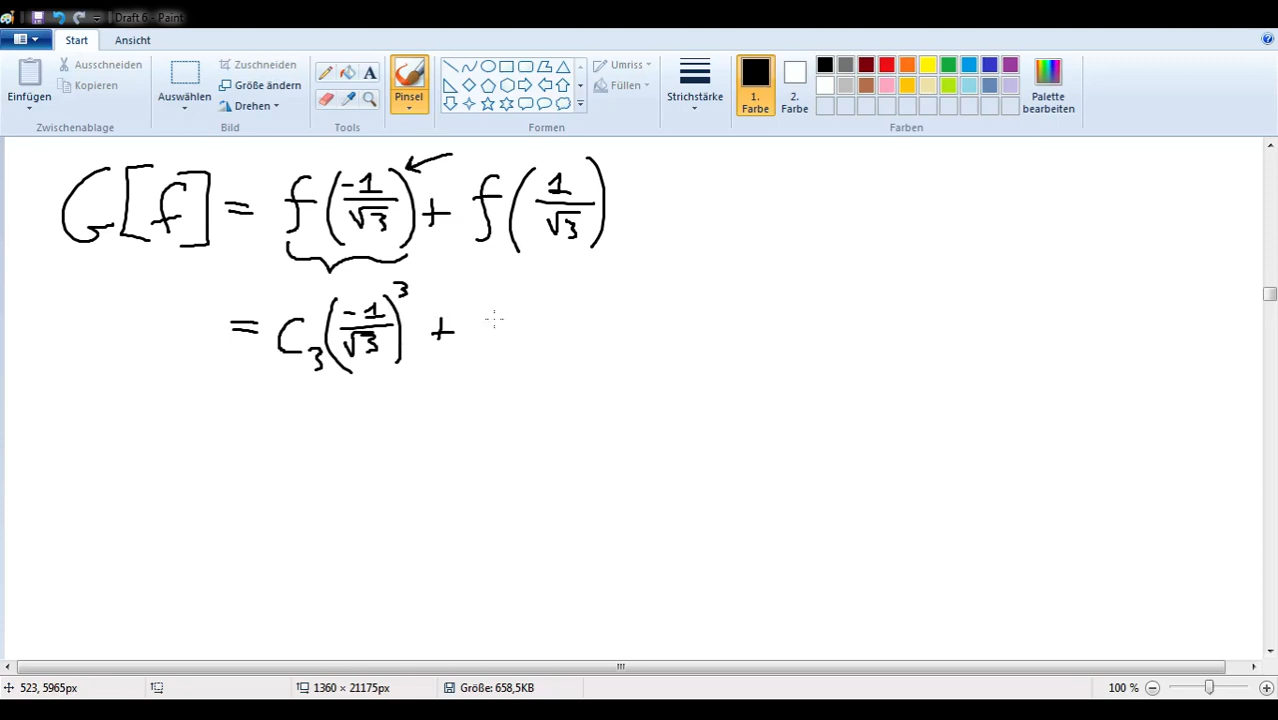 Draft 6 - Paint
Start Ansicht
Einfügen
Ausschneiden
Kopieren
Zwischenablage
Auswählen
Zuschneiden
Größe ändern
Drehen
Bild
A
Tools
Pinsel
Formen
Umriss
Füllen
Strichstärke
1. Farbe
2. Farbe
Farben
Palette bearbeiten
G[f] = f(-1/√3) + f(1/√3)
= C₃(-1/√3)³ +
523, 5965px
1360 × 21175px
Größe: 658,5KB
100 %